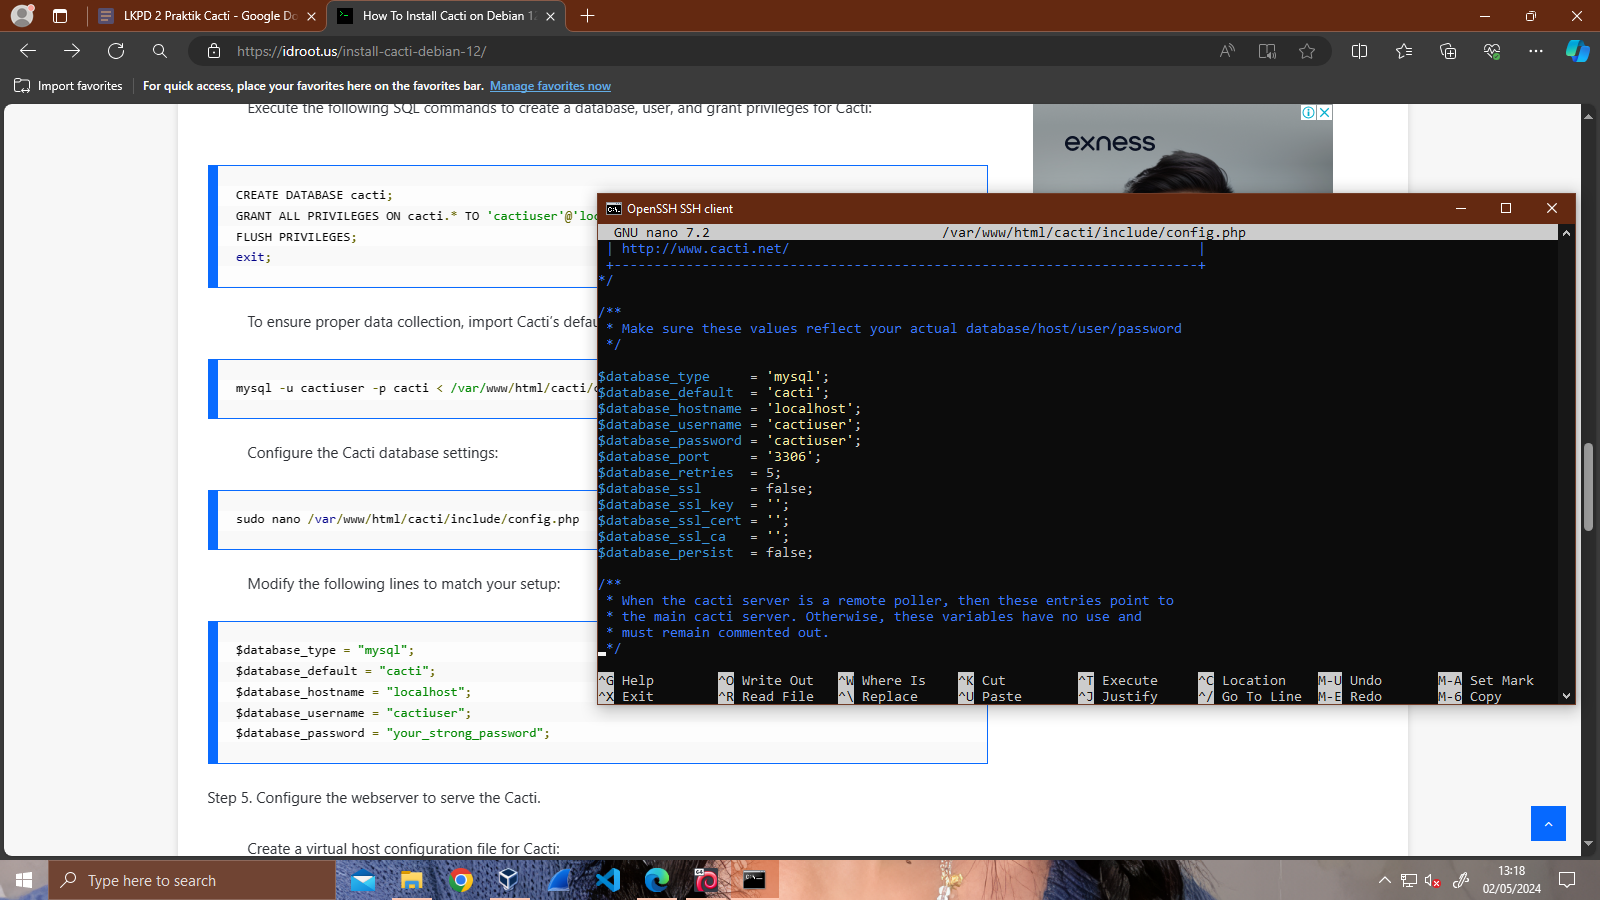 LKPD 2 Praktik Cacti - Google Do
How To Install Cacti on Debian 12
https://idroot.us/install-cacti-debian-12/
Import favorites
For quick access, place your favorites here on the favorites bar. Manage favorites now
Execute the following SQL commands to create a database, user, and grant privileges for Cacti:
exness
CREATE DATABASE cacti;
GRANT ALL PRIVILEGES ON cacti.* TO 'cactiuser'@'loc
FLUSH PRIVILEGES;
exit;
To ensure proper data collection, import Cacti's defau
mysql -u cactiuser -p cacti < /var/www/html/cacti/c
Configure the Cacti database settings:
sudo nano /var/www/html/cacti/include/config.php
Modify the following lines to match your setup:
$database_type = "mysql";
$database_default = "cacti";
$database_hostname = "localhost";
$database_username = "cactiuser";
$database_password = "your_strong_password";
Step 5. Configure the webserver to serve the Cacti.
Create a virtual host configuration file for Cacti:
OpenSSH SSH client
GNU nano 7.2 /var/www/html/cacti/include/config.php
| http://www.cacti.net/ |
+-------------------------------------------------------------------------+
*/
/**
* Make sure these values reflect your actual database/host/user/password
*/
$database_type     = 'mysql';
$database_default  = 'cacti';
$database_hostname = 'localhost';
$database_username = 'cactiuser';
$database_password = 'cactiuser';
$database_port     = '3306';
$database_retries  = 5;
$database_ssl      = false;
$database_ssl_key  = '';
$database_ssl_cert = '';
$database_ssl_ca   = '';
$database_persist  = false;
/**
* When the cacti server is a remote poller, then these entries point to
* the main cacti server. Otherwise, these variables have no use and
* must remain commented out.
*/
^G Help ^O Write Out ^W Where Is ^K Cut ^T Execute ^C Location M-U Undo M-A Set Mark
^X Exit ^R Read File ^\ Replace ^U Paste ^J Justify ^/ Go To Line M-E Redo M-6 Copy
Type here to search
13:18
02/05/2024